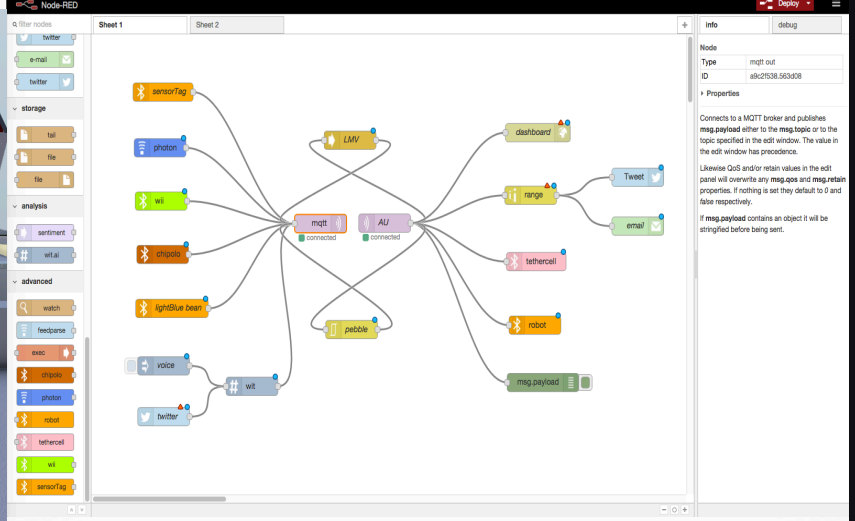 Node-RED
Deploy
filter nodes
twitter
e-mail
twitter
storage
tail
file
file
analysis
sentiment
wit.ai
advanced
watch
feedparse
exec
chipolo
photon
robot
tethercell
wii
sensorTag
Sheet 1
Sheet 2
+
sensorTag
photon
wii
chipolo
lightBlue bean
voice
twitter
wit
LMV
mqtt
connected
AU
connected
pebble
dashboard
range
Tweet
email
tethercell
robot
msg.payload
info
debug
Node
Type mqtt out
ID a9c2f538.563d08
Properties
Connects to a MQTT broker and publishes
msg.payload either to the msg.topic or to the
topic specified in the edit window. The value in
the edit window has precedence.
Likewise QoS and/or retain values in the edit
panel will overwrite any msg.qos and msg.retain
properties. If nothing is set they default to 0 and
false respectively.
If msg.payload contains an object it will be
stringified before being sent.